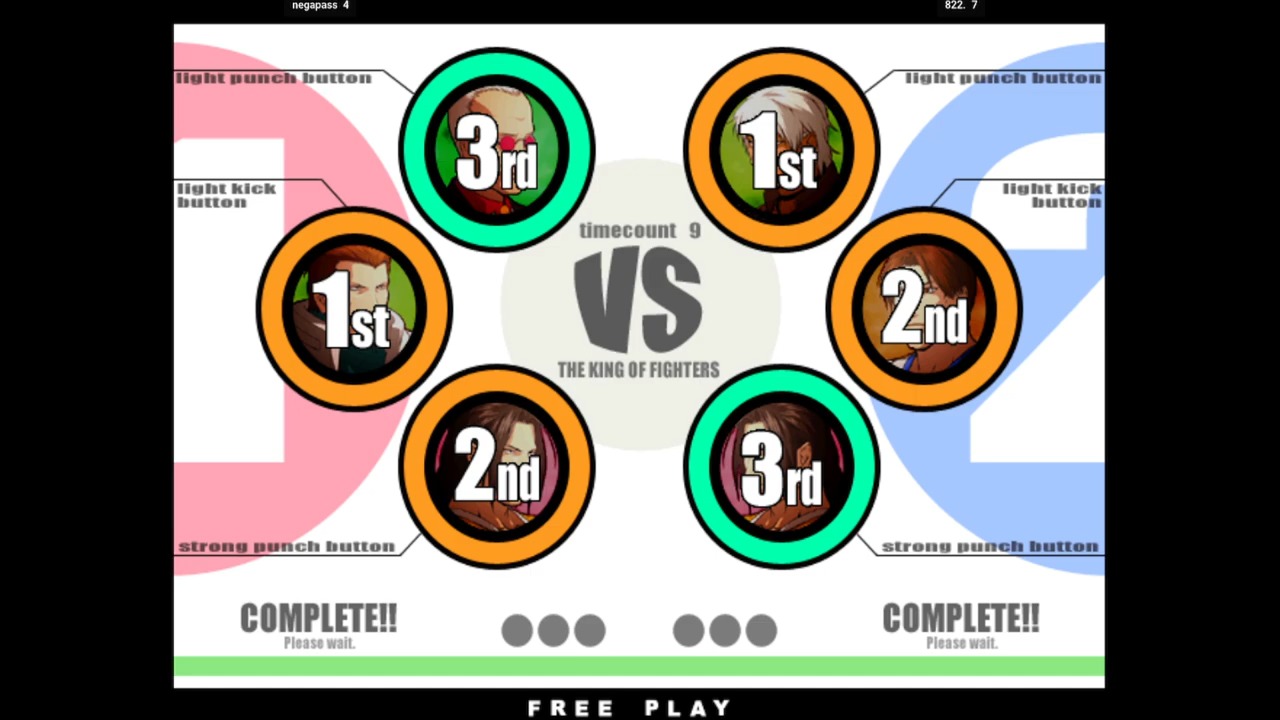 negapass 4
822. 7
light punch button
light punch button
3rd
1st
light kick
button
light kick
button
1
2
timecount 9
VS
THE KING OF FIGHTERS
1st
2nd
2nd
3rd
strong punch button
strong punch button
COMPLETE!!
Please wait.
COMPLETE!!
Please wait.
FREE PLAY